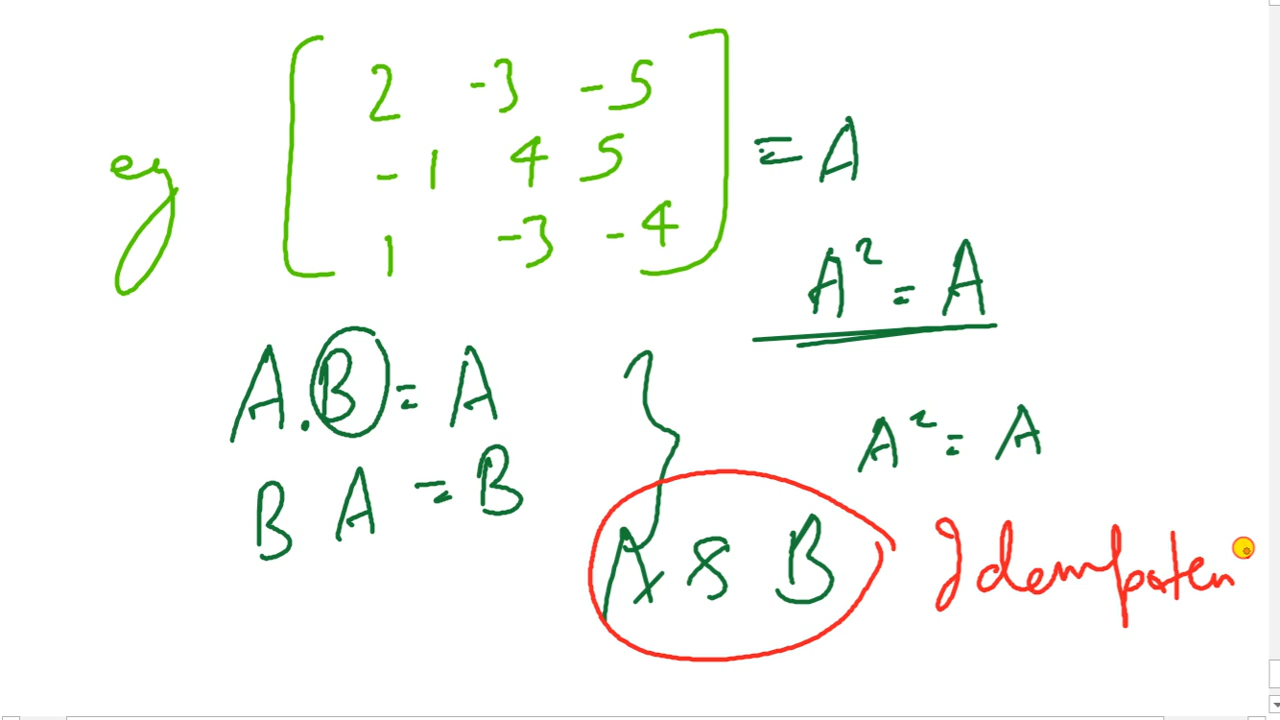 2 -3 -5
eg -1 4 5 = A
1 -3 -4
A² = A
A.B = A
A² = A
B A = B
A & B Idempoten